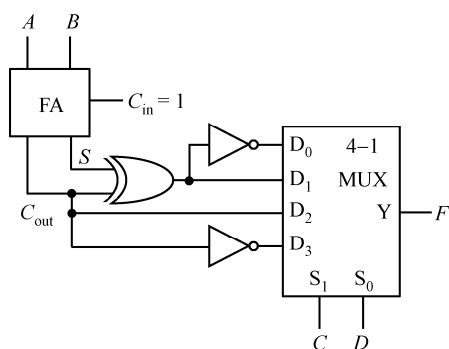 A B
FA
C_in = 1
S
C_out
D_0 4–1
D_1 MUX
D_2 Y F
D_3
S_1 S_0
C D